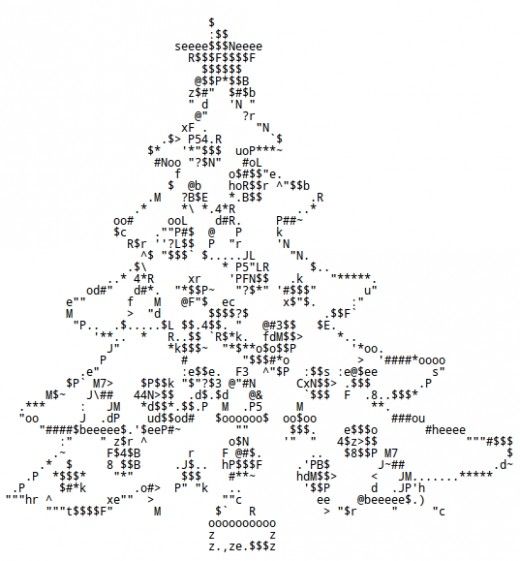 $
:$$
seeee$$$Neeee
R$$$F$$$$F
$$$$$$
@$$P*$$B
z$#" $#$b
" d 'N "
@" ?r
xF . "N
.$> P54.R `$
$* '*"$$$ uoP***~
#Noo "?$N" #oL
f o$#$$"e.
$ @b hoR$$r ^"$$b
.M ?B$E *.B$$ .R
.* *\ *.4*R ..*
oo# ooL d#R. P##~
$c .""P#$ @ P k
R$r ''?L$$ P "r 'N
^$ "$$$` $.....JL "N.
.$\ * P5"LR $..
..* 4*R xr 'PFN$$ .k "*****.
od#" d#*. "*$$P~ "?$*" '#$$$" u"
e"" f M @F"$ ec x$"$. :"
M > "d $$$$?$ .$$F`
"P... .$.....$L $$.4$$. " @#3$$ $E.
'**.. * R..$$ `R$*k. fdM$$> *..
J" *k$$$~ "*$**o$o$$P '*oo.
P # "$$$#*o > '####*oooo
.e" :e$$e. F3 ^"$P :$$s :e@$ee s"
$P` M7> $P$$k "$"?$3 @"#N CxN$$> .$$$ .P
M$~ J\## 44N>$$ .d$.$d @& `$$$ F .8..$$$*
.*** : JM *d$$*.$$.P M .P5 M **.
"oo J .dP ud$$od# $oooooo$ oo$oo ###ou
"####$beeee$.'$eeP#~ "" $$$. e$$$o #heeee
:" " z$r ^ o$N '" " 4$z>$$ """#$$$
.~ F$4$B r F @#$. .. $8$$P M7 $
.* $ 8 $$B .J$.. hP$$$F '.PB$ J~## .d~
.P *$$$* "*" $$$ #**~ hdM$$> < JM.......*****
.P $#*k .o#> P" "k .. '$$P d .JP'h
"""hr ^ xe"" > ""c ee @beeeee$.)
"""t$$$$F" M $` R > "$r " "c
oooooooooo
z z
z.,ze.$$$z